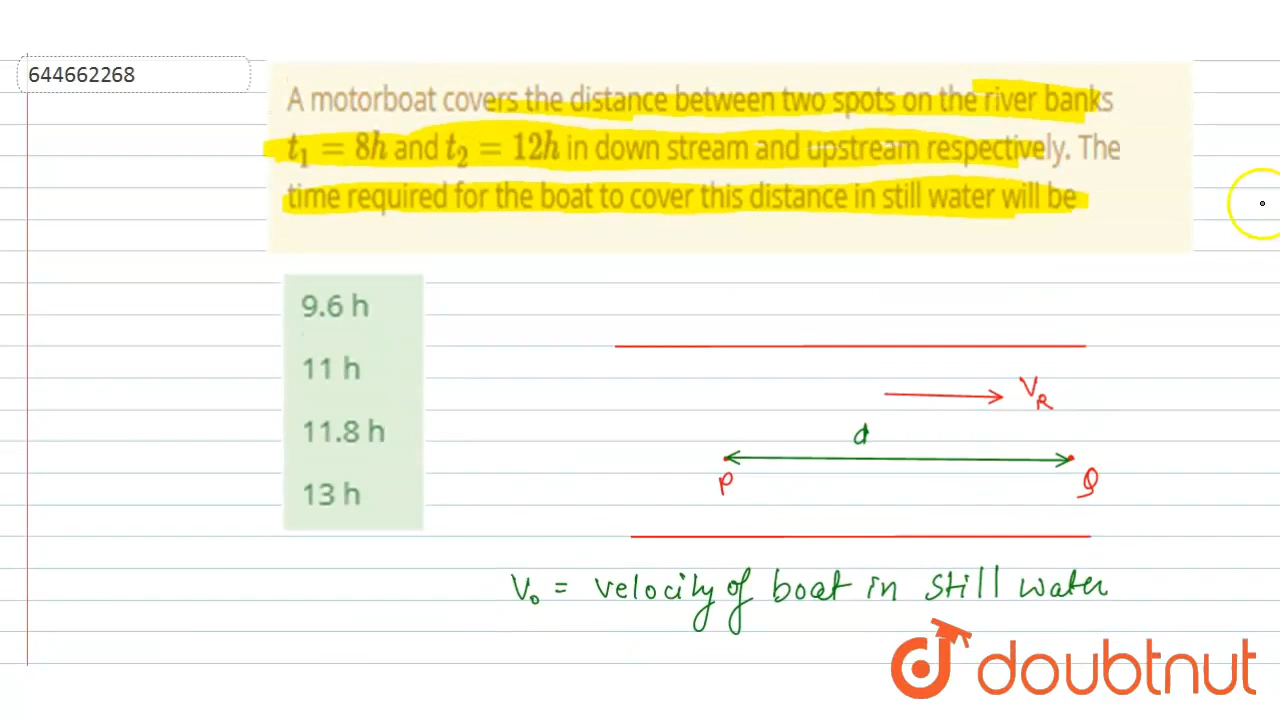 644662268
A motorboat covers the distance between two spots on the river banks
t₁ = 8h and t₂ = 12h in down stream and upstream respectively. The
time required for the boat to cover this distance in still water will be
9.6 h
11 h
11.8 h
13 h
V_R
d
P
Q
V₀ = velocity of boat in still water
doubtnut